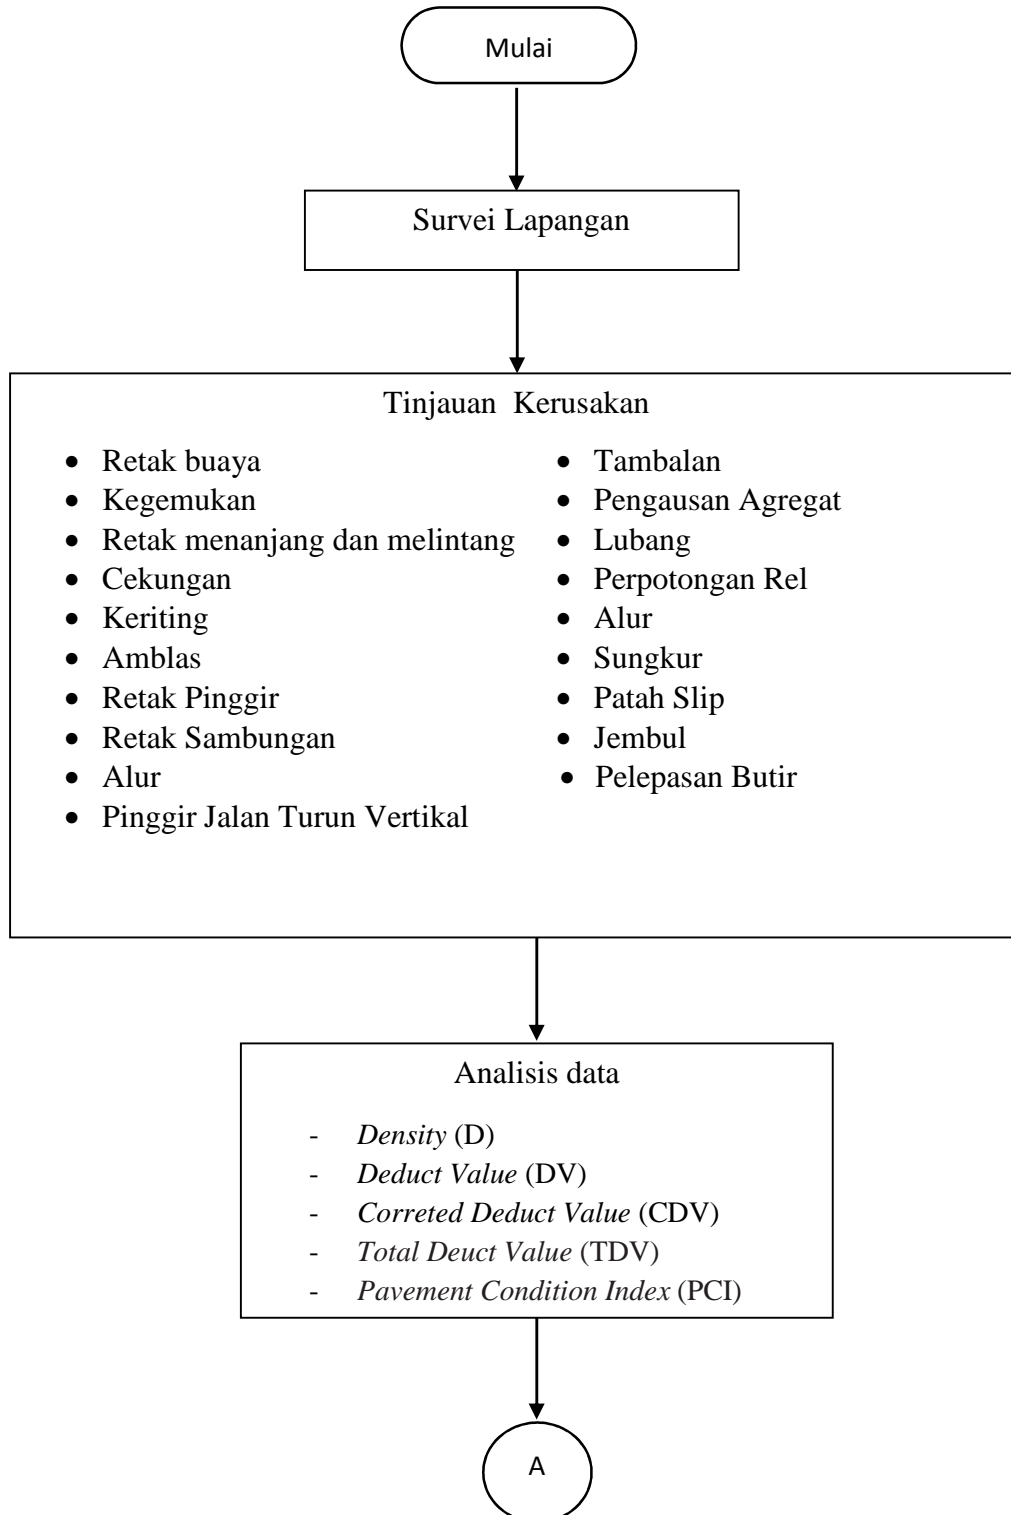 Mulai
Survei Lapangan
Tinjauan Kerusakan
• Retak buaya
• Kegemukan
• Retak menanjang dan melintang
• Cekungan
• Keriting
• Amblas
• Retak Pinggir
• Retak Sambungan
• Alur
• Pinggir Jalan Turun Vertikal
• Tambalan
• Pengausan Agregat
• Lubang
• Perpotongan Rel
• Alur
• Sungkur
• Patah Slip
• Jembul
• Pelepasan Butir
Analisis data
- Density (D)
- Deduct Value (DV)
- Correted Deduct Value (CDV)
- Total Deuct Value (TDV)
- Pavement Condition Index (PCI)
A